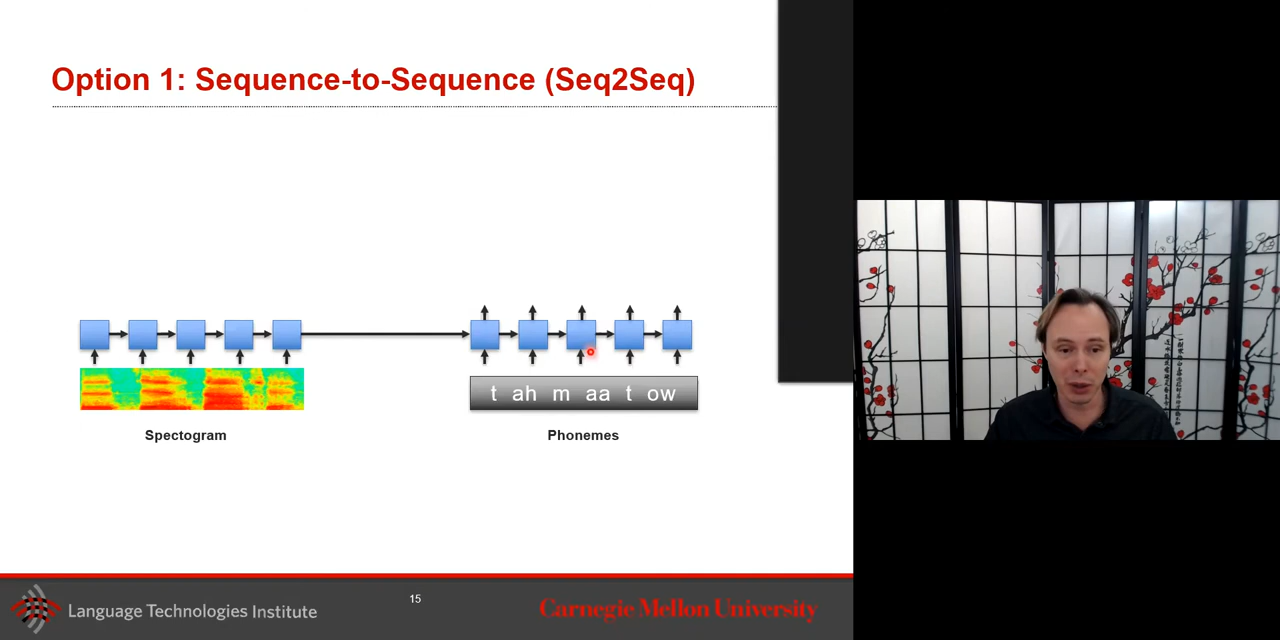 Option 1: Sequence-to-Sequence (Seq2Seq)
t ah m aa t ow
Spectogram
Phonemes
Language Technologies Institute
15
Carnegie Mellon University